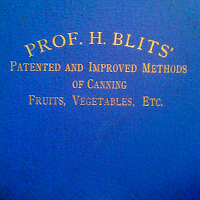 PROF. H. BLITS'
PATENTED AND IMPROVED METHODS
OF CANNING
FRUITS, VEGETABLES, ETC.